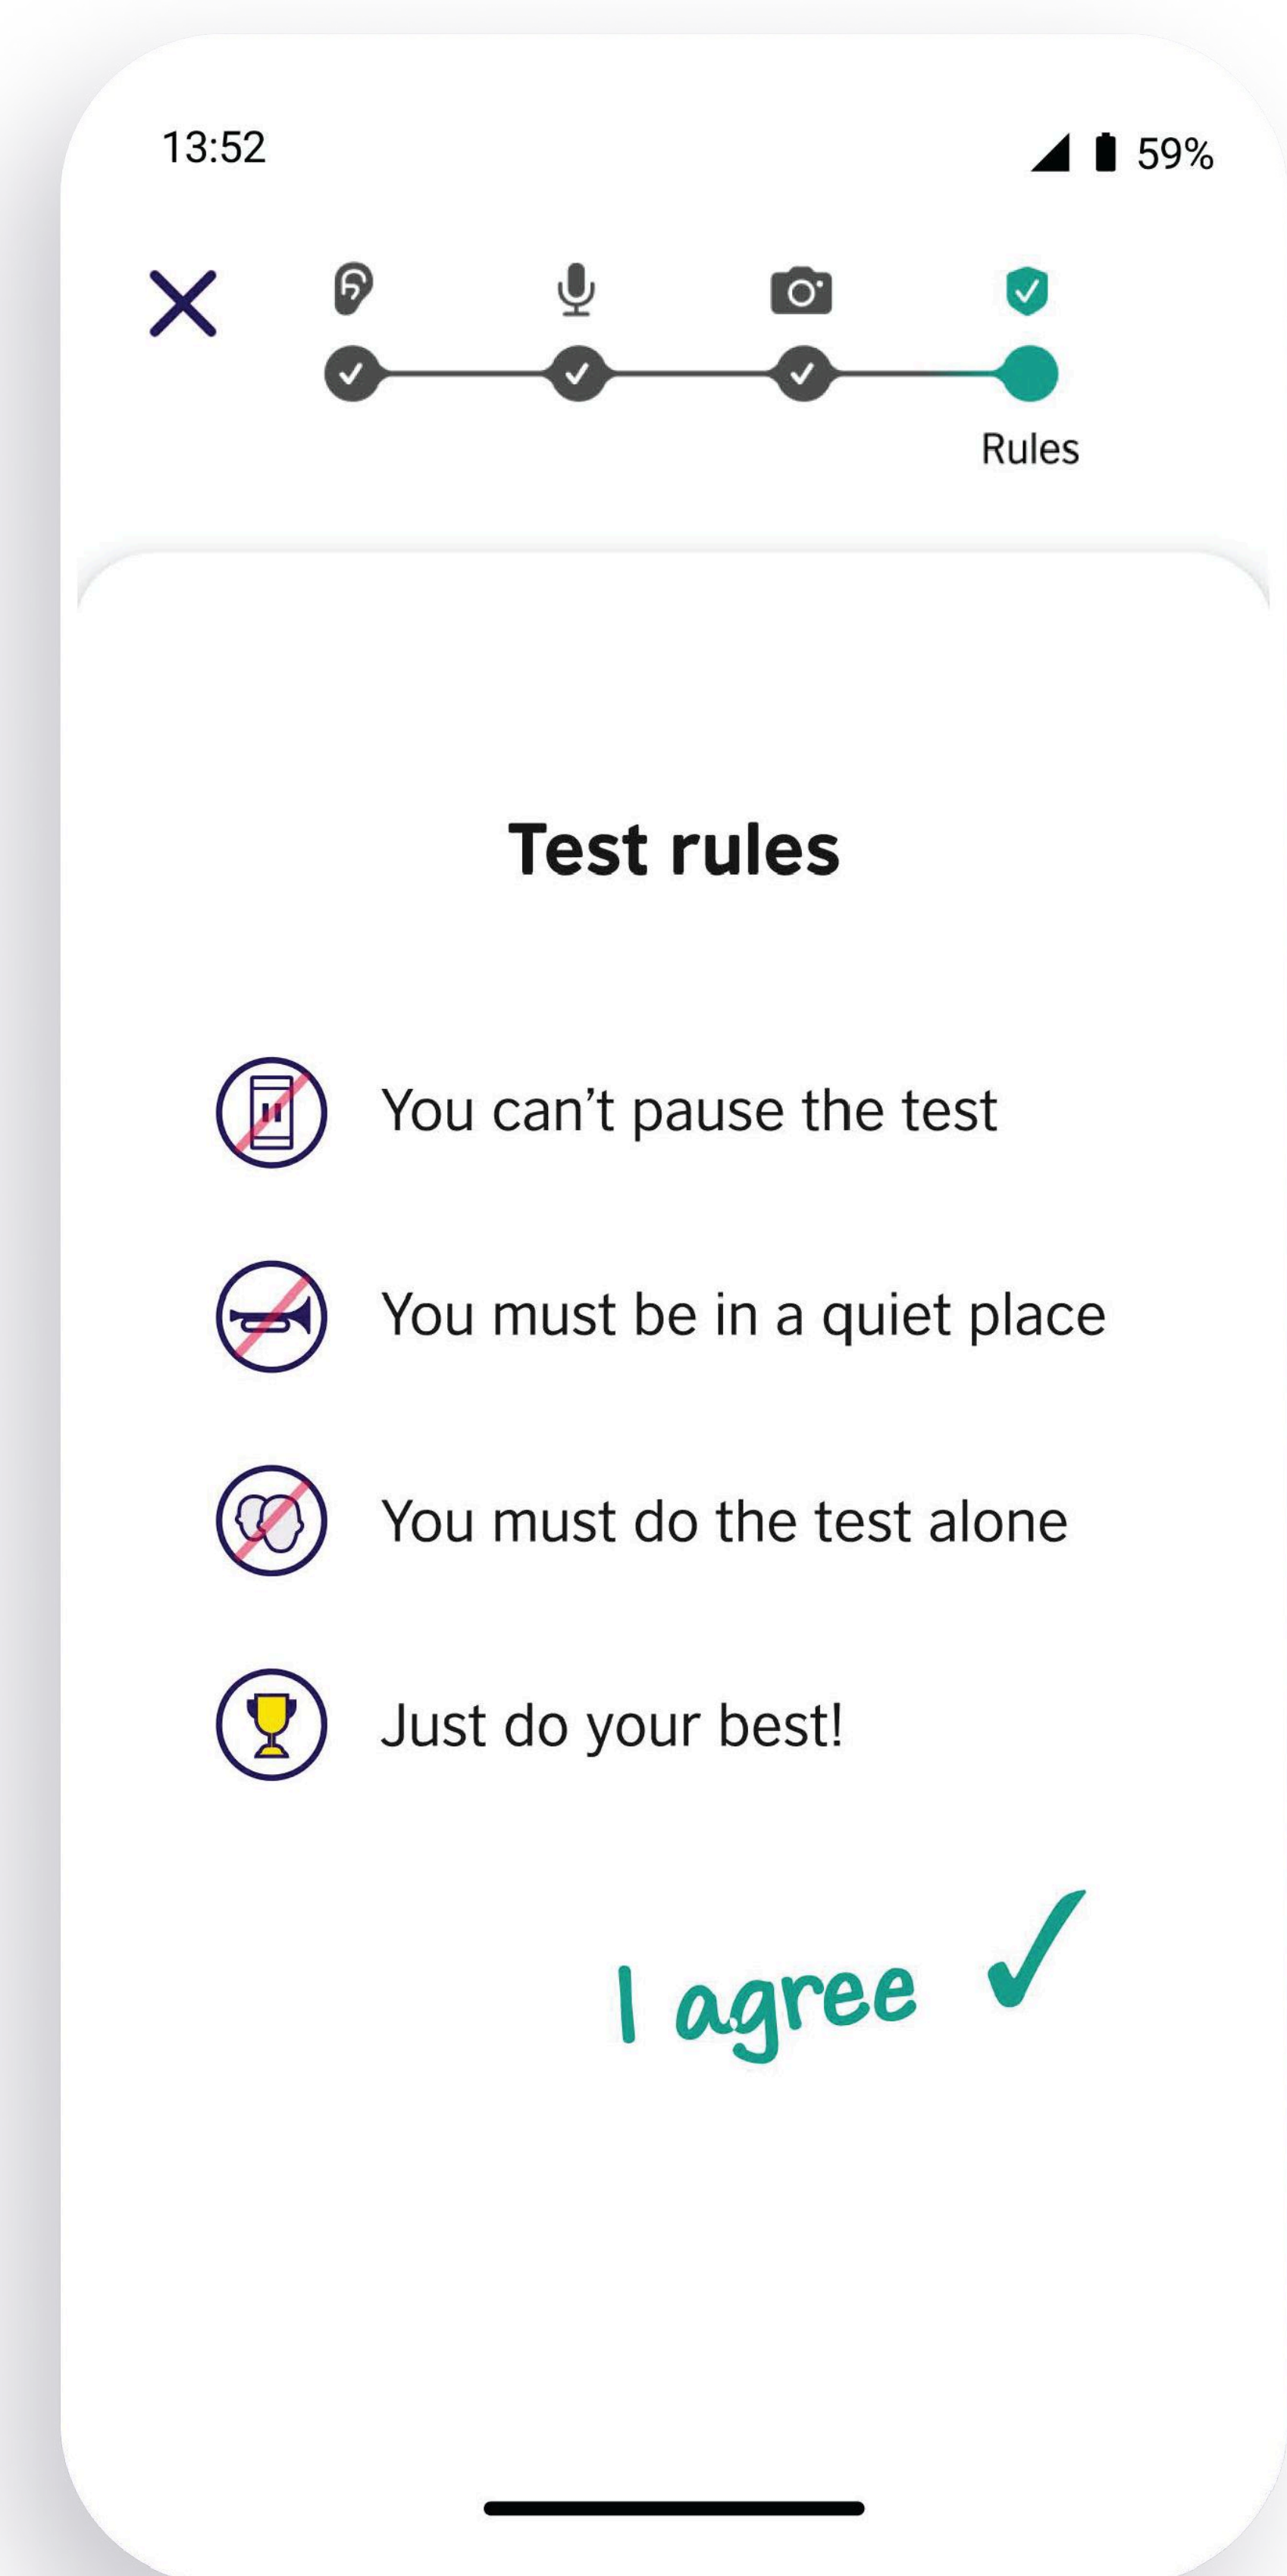 13:52
59%
Rules
Test rules
You can’t pause the test
You must be in a quiet place
You must do the test alone
Just do your best!
I agree